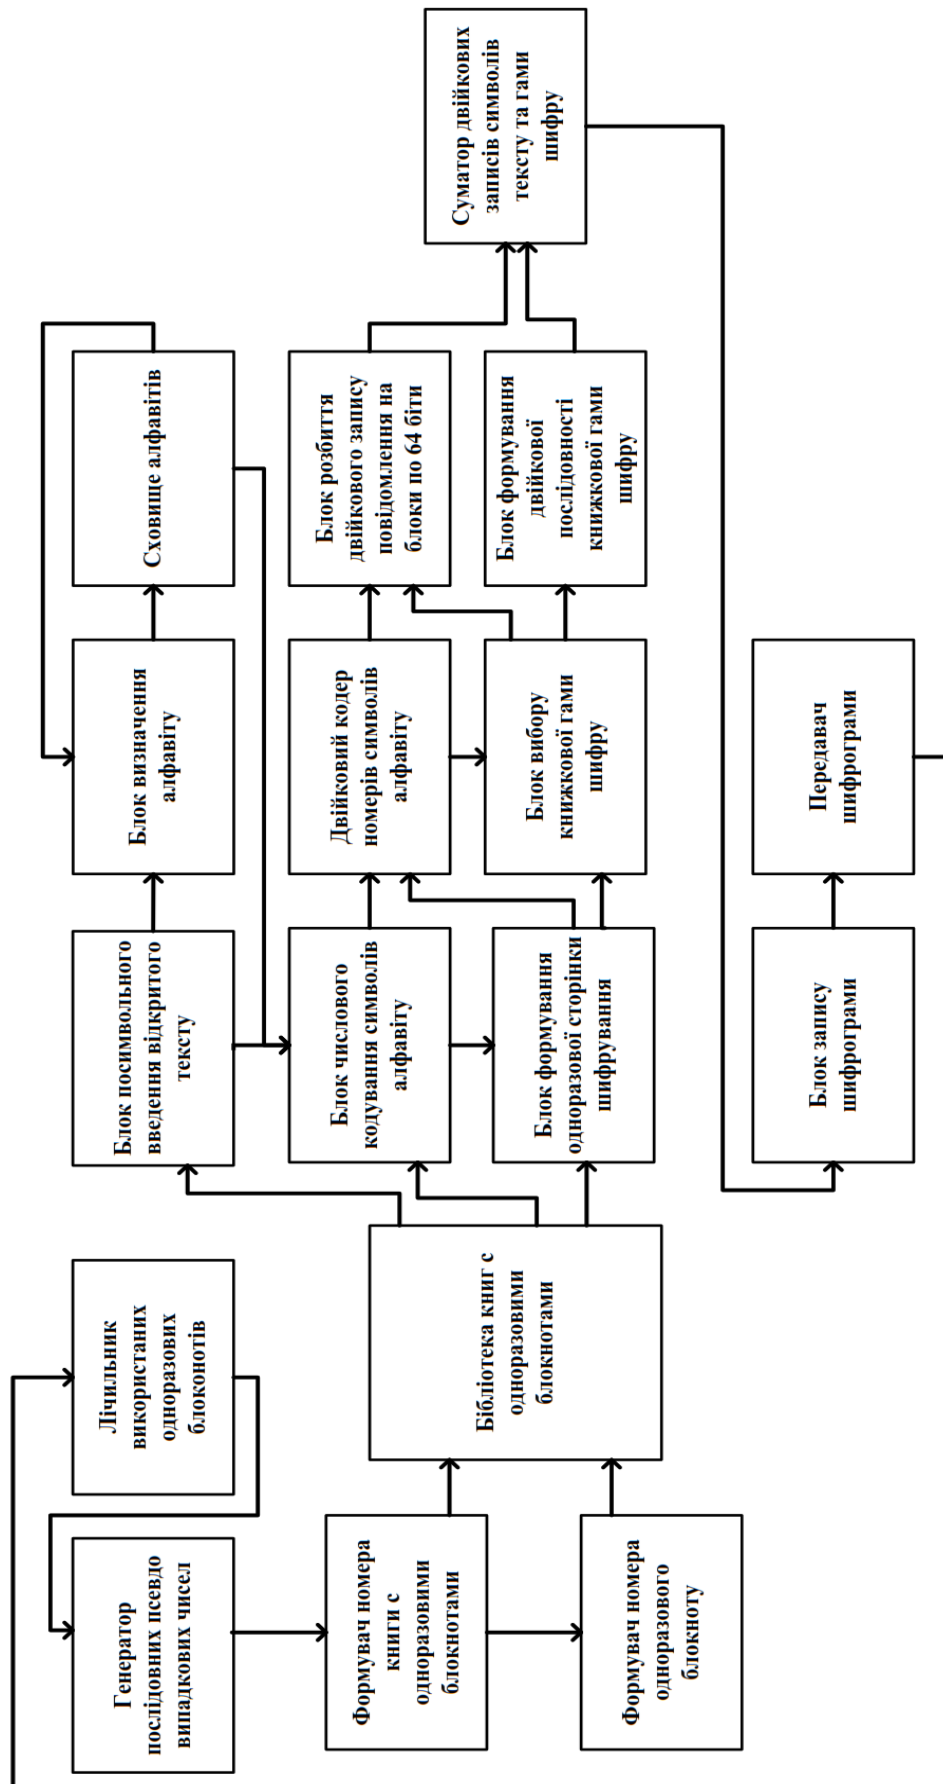 Генератор
послідовних псевдо
випадкових чисел
Лічильник
використаних
одноразових
блоконотів
Блок посимвольного
введення відкритого
тексту
Блок визначення
алфавіту
Сховище алфавітів
Формувач номера
книги с
одноразовими
блокнотами
Бібліотека книг с
одноразовими
блокнотами
Блок числового
кодування символів
алфавіту
Двійковий кодер
номерів символів
алфавіту
Блок розбиття
двійкового запису
повідомлення на
блоки по 64 біти
Суматор двійкових
записів символів
тексту та гами
шифру
Формувач номера
одноразового
блокноту
Блок формування
одноразової сторінки
шифрування
Блок вибору
книжкової гами
шифру
Блок формування
двійкової
послідовності
книжкової гами
шифру
Блок запису
шифрограми
Передавач
шифрограми